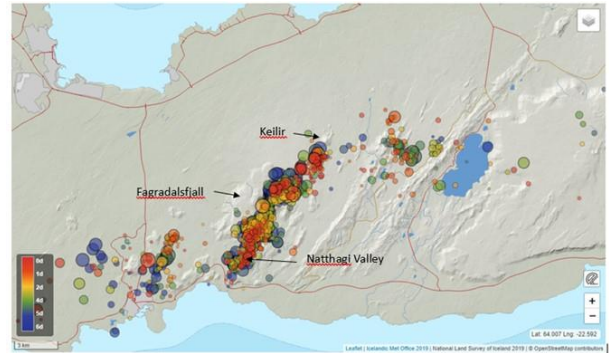 Keilir
Fagradalsfjall
Natthagi Valley
0d
1d
2d
4d
5d
6d
3 km
+
−
Lat: 64.007 Lng: -22.592
Leaflet | Icelandic Met Office 2019 | National Land Survey of Iceland 2019 | © OpenStreetMap contributors